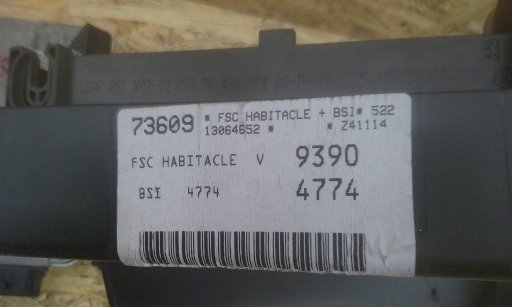 73609 * FSC HABITACLE + BSI* 522
13064652 * * Z41114
FSC HABITACLE V 9390
BSI 4774 4774